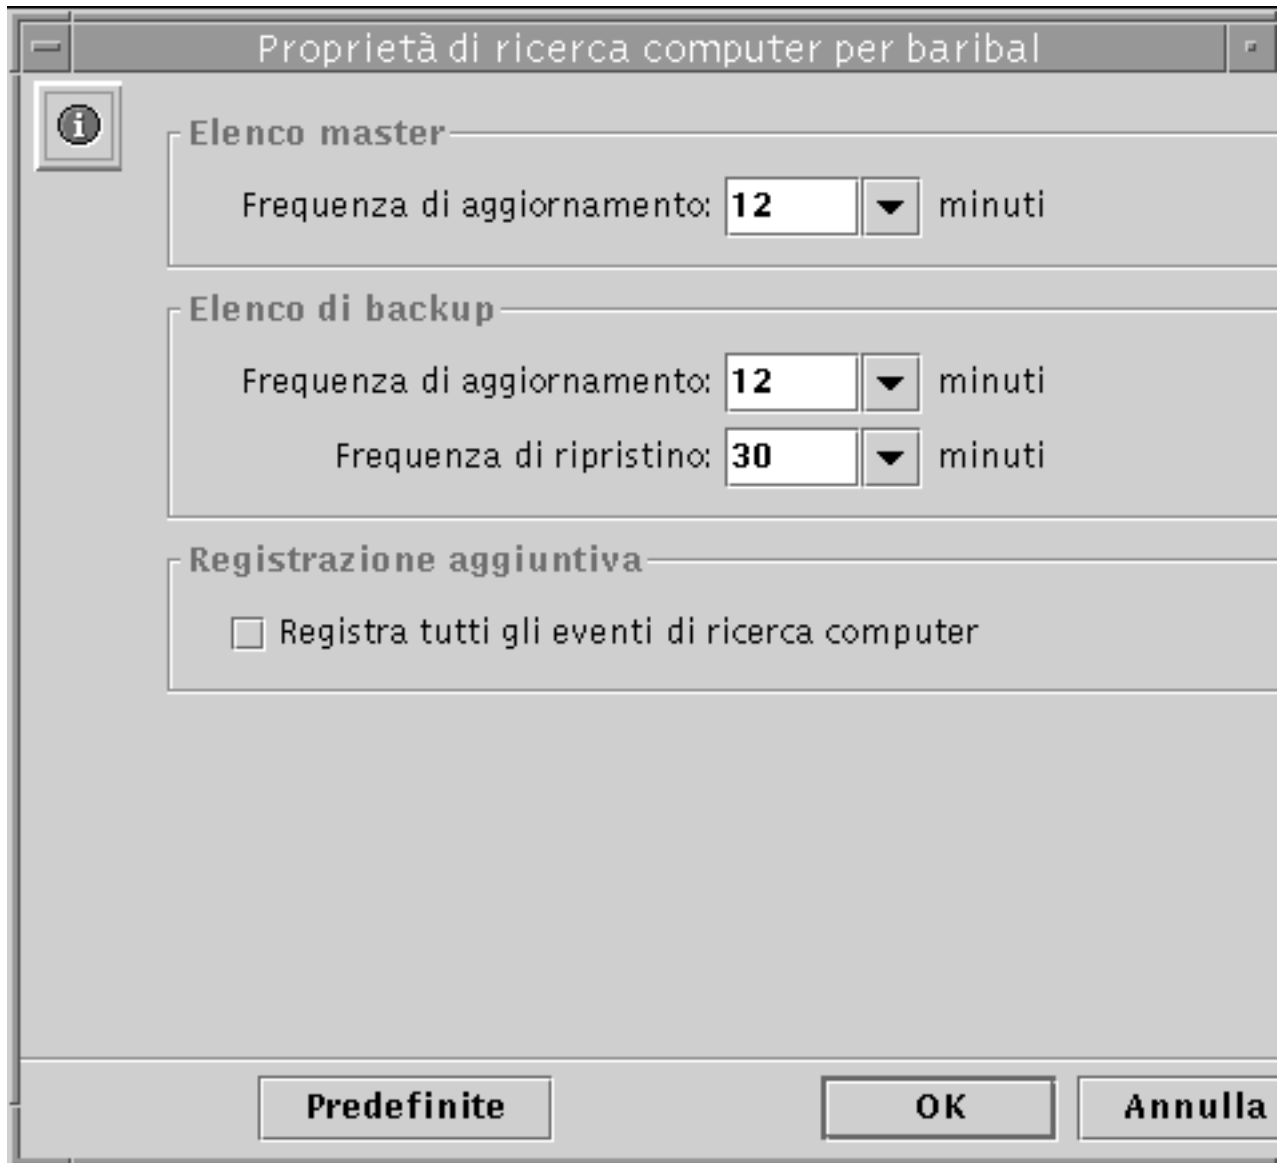 Proprietà di ricerca computer per baribal
Elenco master
Frequenza di aggiornamento: 12 minuti
Elenco di backup
Frequenza di aggiornamento: 12 minuti
Frequenza di ripristino: 30 minuti
Registrazione aggiuntiva
Registra tutti gli eventi di ricerca computer
Predefinite OK Annulla